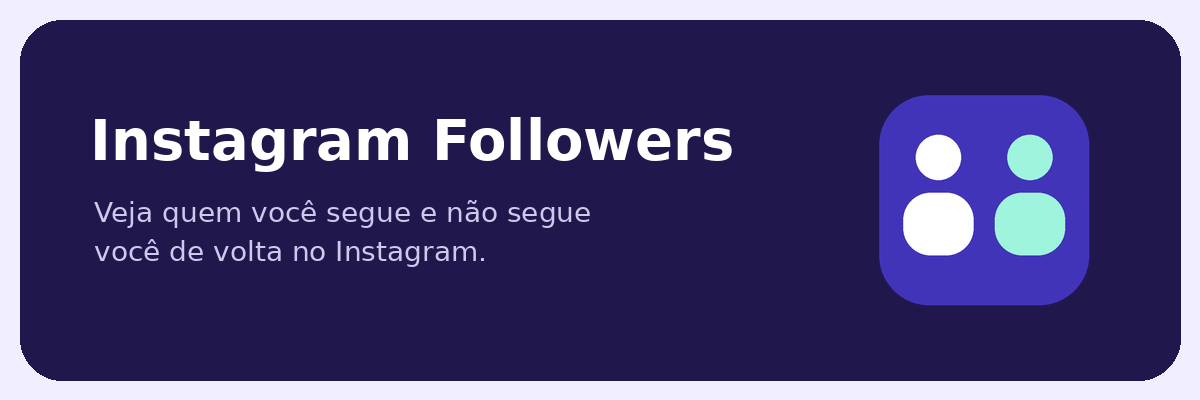 Instagram Followers
Veja quem você segue e não segue
você de volta no Instagram.